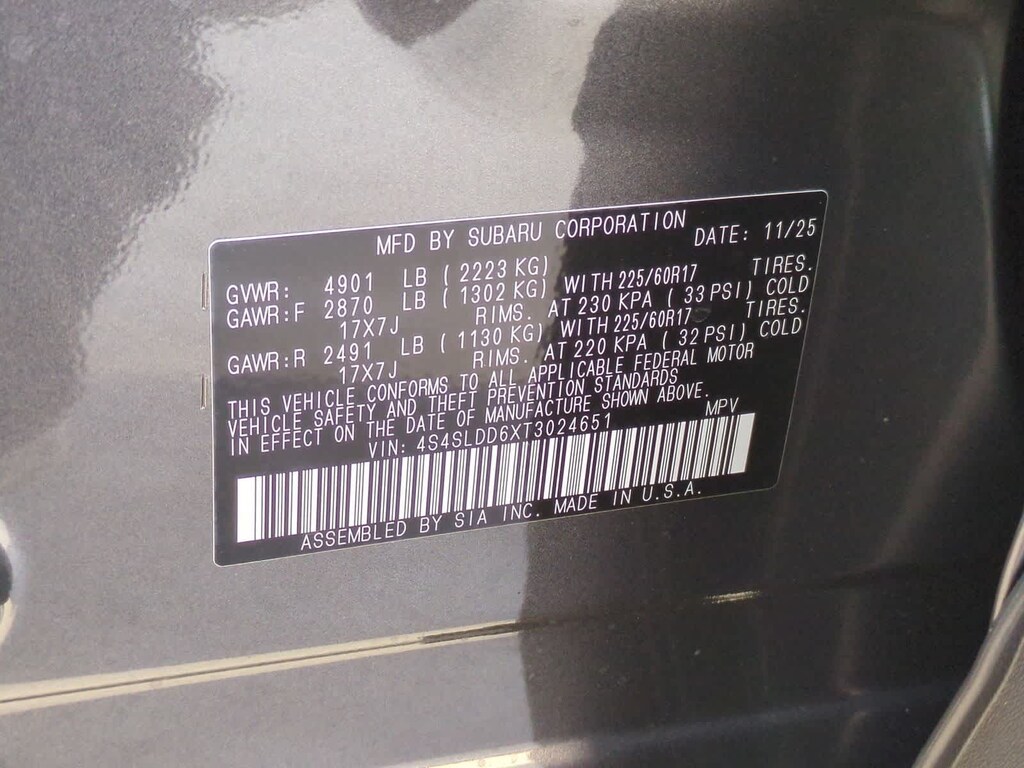 MFD BY SUBARU CORPORATION DATE: 11/25
GVWR: 4901 LB ( 2223 KG)
GAWR:F 2870 LB ( 1302 KG) WITH 225/60R17 TIRES.
17X7J RIMS. AT 230 KPA ( 33 PSI) COLD
GAWR:R 2491 LB ( 1130 KG) WITH 225/60R17 TIRES.
17X7J RIMS. AT 220 KPA ( 32 PSI) COLD
THIS VEHICLE CONFORMS TO ALL APPLICABLE FEDERAL MOTOR
VEHICLE SAFETY AND THEFT PREVENTION STANDARDS
IN EFFECT ON THE DATE OF MANUFACTURE SHOWN ABOVE.
VIN: 4S4SLDD6XT3024651 MPV
ASSEMBLED BY SIA INC. MADE IN U.S.A.